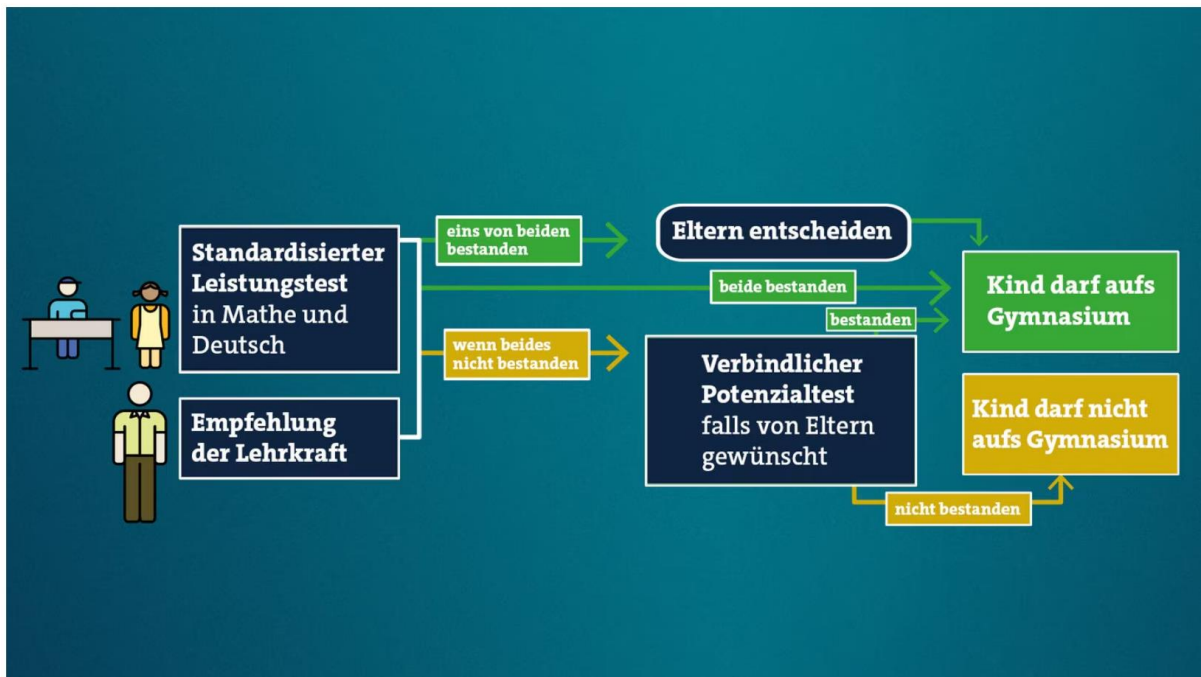 Standardisierter
Leistungstest
in Mathe und
Deutsch
Empfehlung
der Lehrkraft
eins von beiden
bestanden
Eltern entscheiden
beide bestanden
bestanden
wenn beides
nicht bestanden
Verbindlicher
Potenzialtest
falls von Eltern
gewünscht
nicht bestanden
Kind darf aufs
Gymnasium
Kind darf nicht
aufs Gymnasium